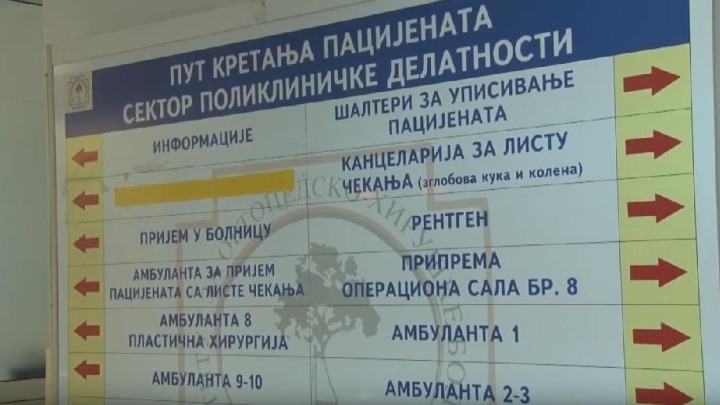 ПУТ КРЕТАЊА ПАЦИЈЕНАТА
СЕКТОР ПОЛИКЛИНИЧКЕ ДЕЛАТНОСТИ
ИНФОРМАЦИЈЕ
ШАЛТЕРИ ЗА УПИСИВАЊЕ
ПАЦИЈЕНАТА
КАНЦЕЛАРИЈА ЗА ЛИСТУ
ЧЕКАЊА (зглобова кука и колена)
ПРИЈЕМ У БОЛНИЦУ
РЕНТГЕН
АМБУЛАНТА ЗА ПРИЈЕМ
ПАЦИЈЕНАТА СА ЛИСТЕ ЧЕКАЊА
ПРИПРЕМА
ОПЕРАЦИОНА САЛА БР. 8
АМБУЛАНТА 8
ПЛАСТИЧНА ХИРУРГИЈА
АМБУЛАНТА 1
АМБУЛАНТА 9-10
АМБУЛАНТА 2-3